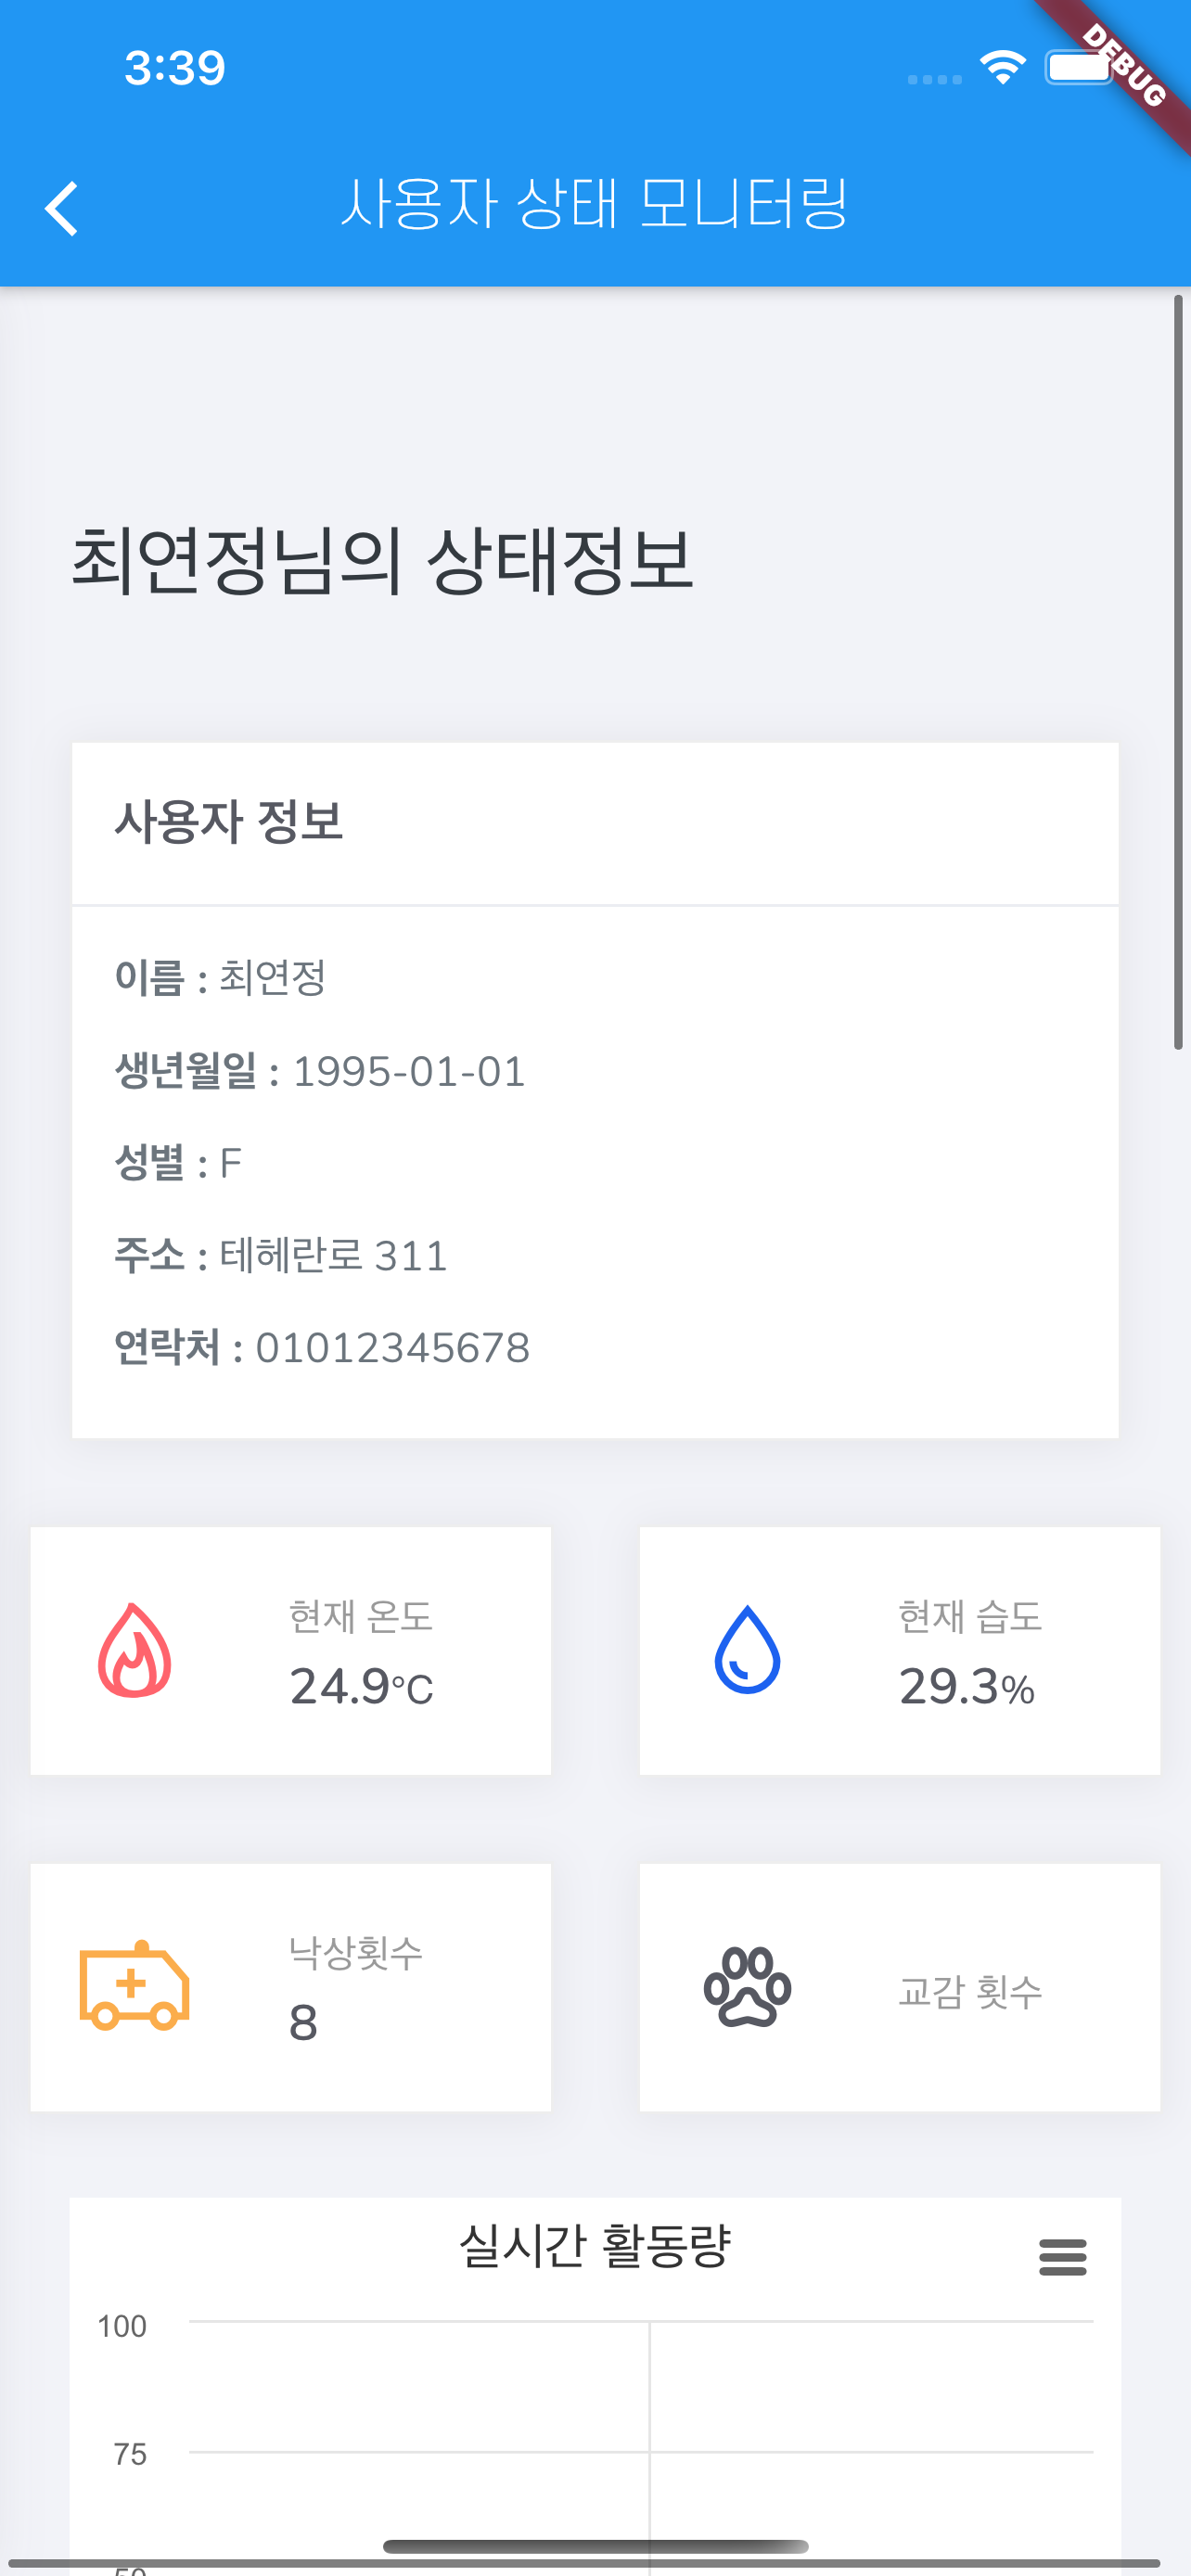 3:39
DEBUG
사용자 상태 모니터링
최연정님의 상태정보
사용자 정보
이름 : 최연정
생년월일 : 1995-01-01
성별 : F
주소 : 테헤란로 311
연락처 : 01012345678
현재 온도
24.9°C
현재 습도
29.3%
낙상횟수
8
교감 횟수
실시간 활동량
100
75
50